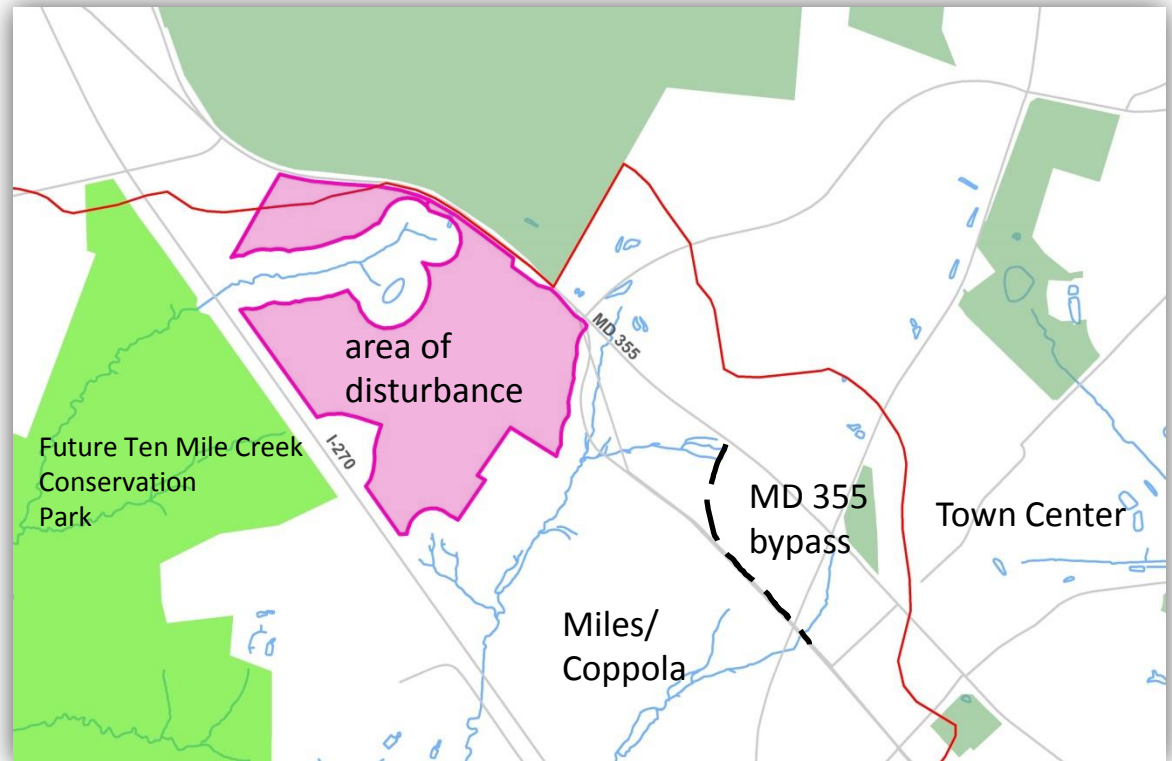 MD 355
area of
disturbance
I-270
Future Ten Mile Creek
Conservation
Park
MD 355
bypass
Town Center
Miles/
Coppola